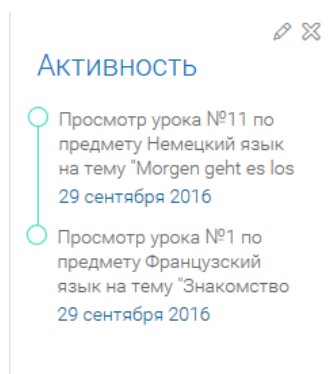 Активность
Просмотр урока №11 по
предмету Немецкий язык
на тему "Morgen geht es los
29 сентября 2016
Просмотр урока №1 по
предмету Французский
язык на тему "Знакомство
29 сентября 2016